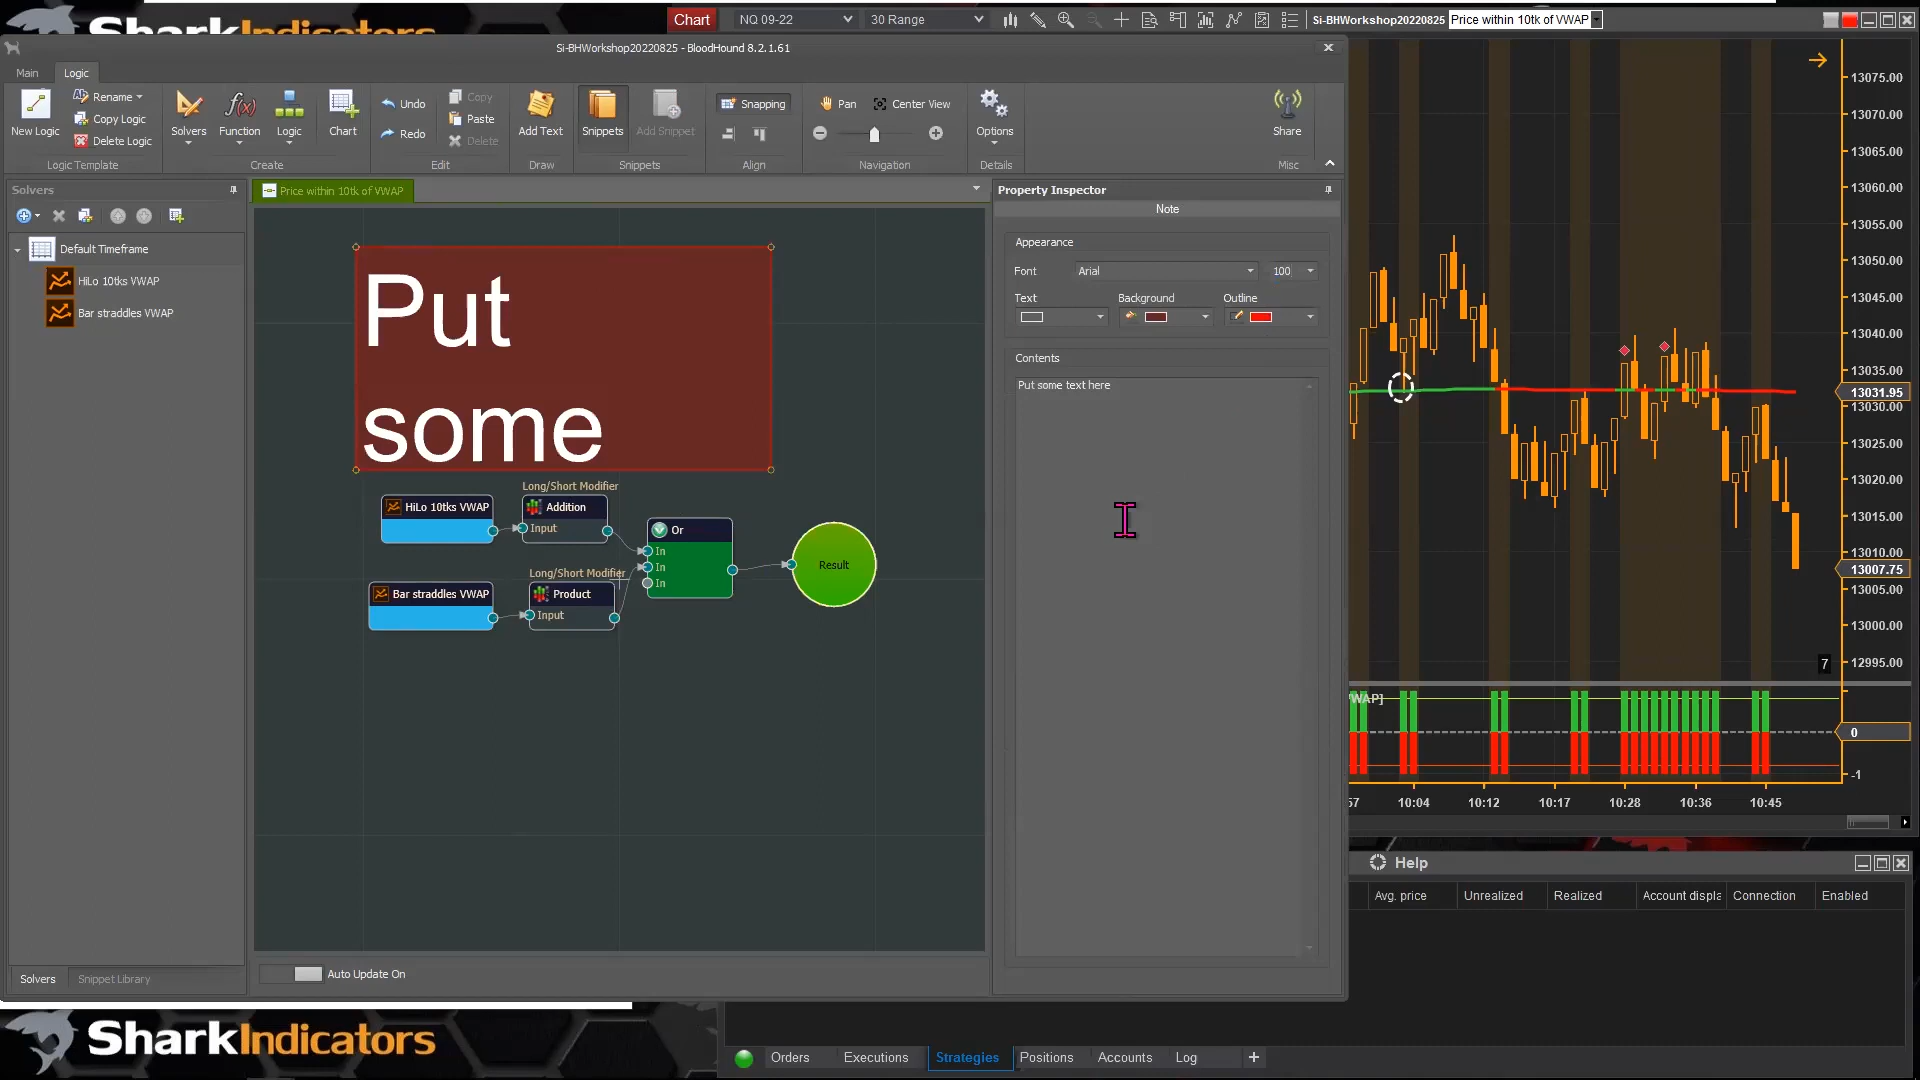 SharkIndicators
Chart
NQ 09-22
30 Range
Si-BHWorkshop20220825
Price within 10tk of VWAP
Si-BHWorkshop20220825 - BloodHound 8.2.1.61
Main
Logic
New Logic
Rename
Copy Logic
Delete Logic
Logic Template
Solvers
Function
Logic
Chart
Create
Undo
Redo
Copy
Paste
Delete
Edit
Add Text
Draw
Snippets
Add Snippet
Snippets
Snapping
Align
Pan
Center View
Navigation
Options
Details
Share
Misc
Solvers
Default Timeframe
HiLo 10tks VWAP
Bar straddles VWAP
Price within 10tk of VWAP
Put
some
Long/Short Modifier
HiLo 10tks VWAP
Addition
Input
Or
In
In
In
Result
Long/Short Modifier
Bar straddles VWAP
Product
Input
Property Inspector
Note
Appearance
Font
Arial
100
Text
Background
Outline
Contents
Put some text here
13075.00
13070.00
13065.00
13060.00
13055.00
13050.00
13045.00
13040.00
13035.00
13031.95
13030.00
13025.00
13020.00
13015.00
13010.00
13007.75
13005.00
13000.00
12995.00
7
VWAP]
0
-1
57
10:04
10:12
10:17
10:28
10:36
10:45
Help
Avg. price
Unrealized
Realized
Account displa
Connection
Enabled
Solvers
Snippet Library
Auto Update On
SharkIndicators
Orders
Executions
Strategies
Positions
Accounts
Log
+